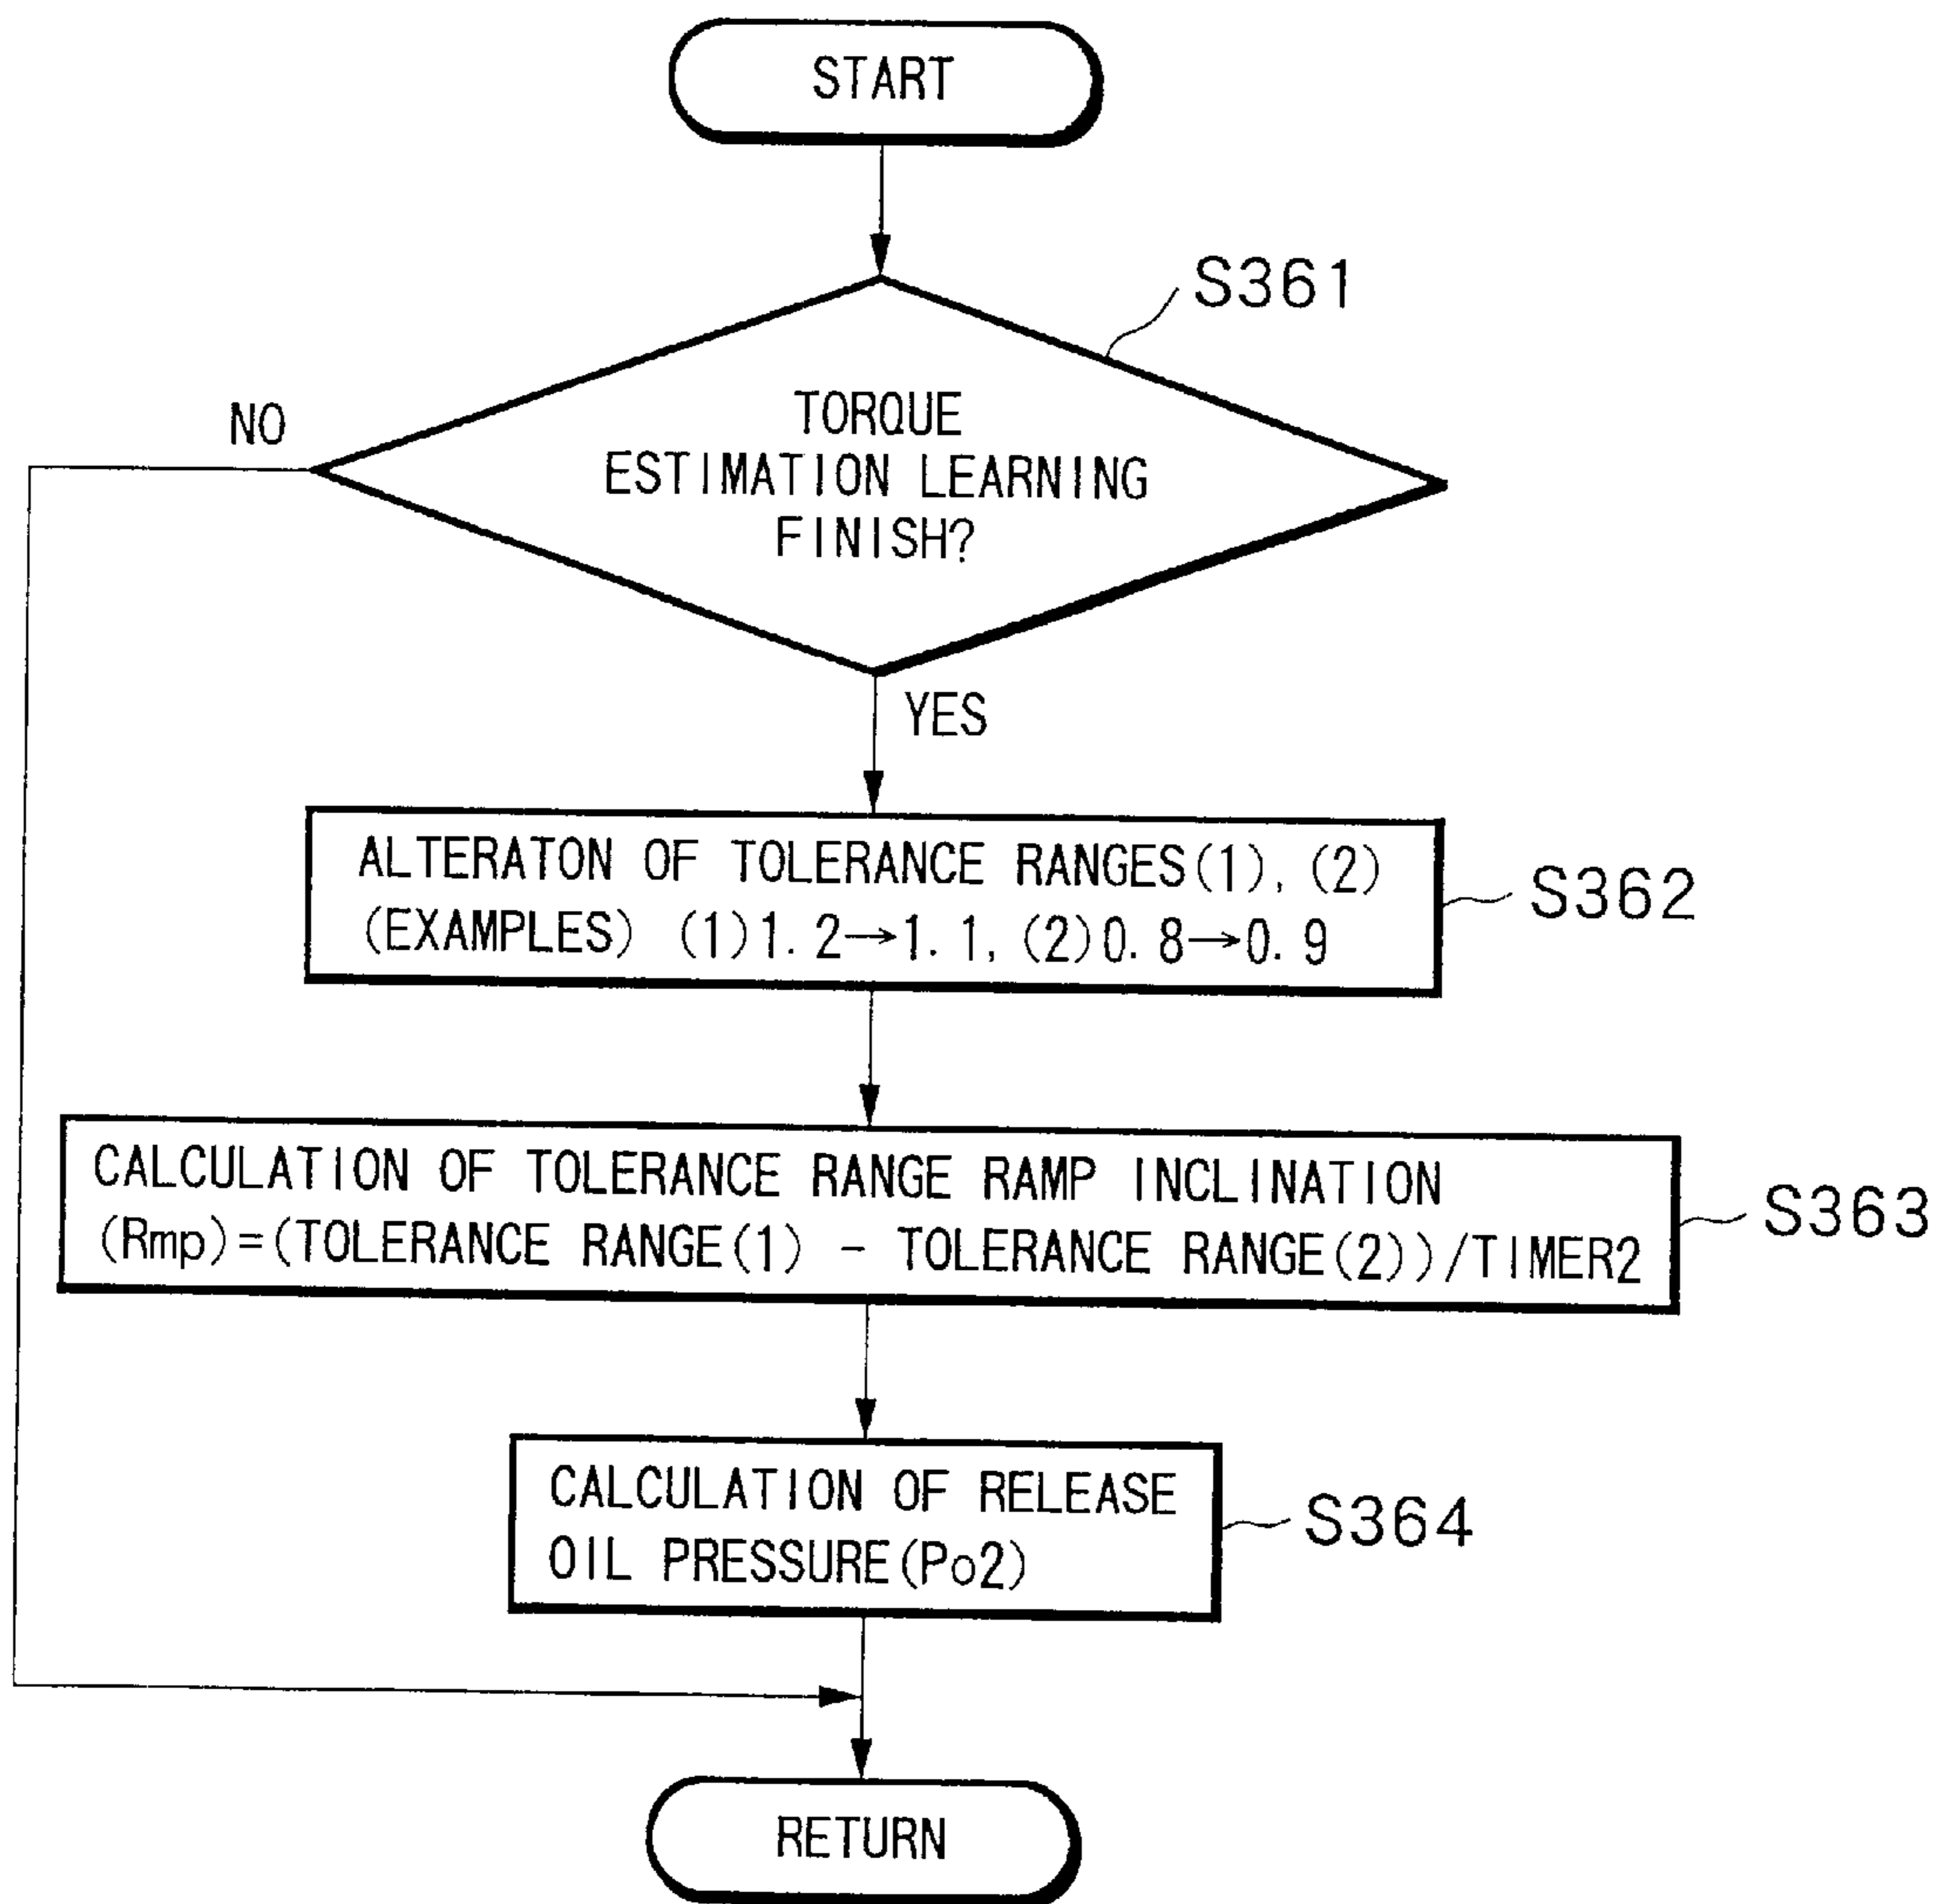 START
S361
NO
TORQUE
ESTIMATION LEARNING
FINISH?
YES
ALTERATON OF TOLERANCE RANGES(1), (2)
(EXAMPLES) (1)1.2→1.1, (2)0.8→0.9
S362
CALCULATION OF TOLERANCE RANGE RAMP INCLINATION
(Rmp)=(TOLERANCE RANGE(1) - TOLERANCE RANGE(2))/TIMER2
S363
CALCULATION OF RELEASE
OIL PRESSURE(Po2)
S364
RETURN